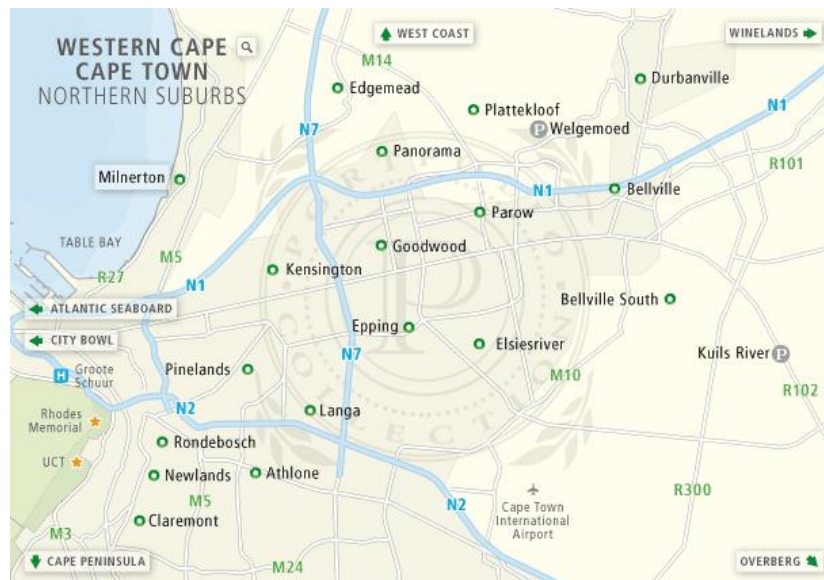 WESTERN CAPE
CAPE TOWN
NORTHERN SUBURBS
WEST COAST
WINELANDS
M14
Edgemead
Durbanville
Plattekloof
N1
N7
P Welgemoed
Panorama
R101
Milnerton
N1
Bellville
Parow
TABLE BAY
M5
Goodwood
R27
N1
Kensington
ATLANTIC SEABOARD
Bellville South
Epping
CITY BOWL
N7
Elsiesriver
Kuils River P
H Groote
Schuur
Pinelands
M10
R102
N2
Langa
Rhodes
Memorial
Rondebosch
UCT
Newlands
Athlone
M5
N2
Cape Town
International
Airport
R300
Claremont
M3
CAPE PENINSULA
M24
OVERBERG
PORTFOLIO
COLLECTION
P